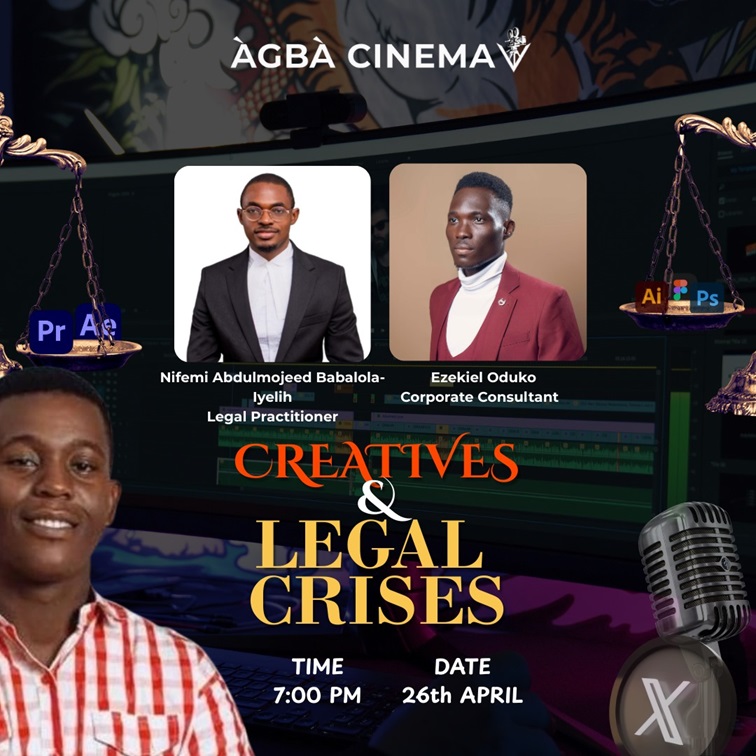 ÀGBÀ CINEMA
Pr Ae
Ai Ps
Nifemi Abdulmojeed Babalola-
Iyelih
Legal Practitioner
Ezekiel Oduko
Corporate Consultant
CREATIVES
&
LEGAL
CRISES
TIME DATE
7:00 PM 26th APRIL
X